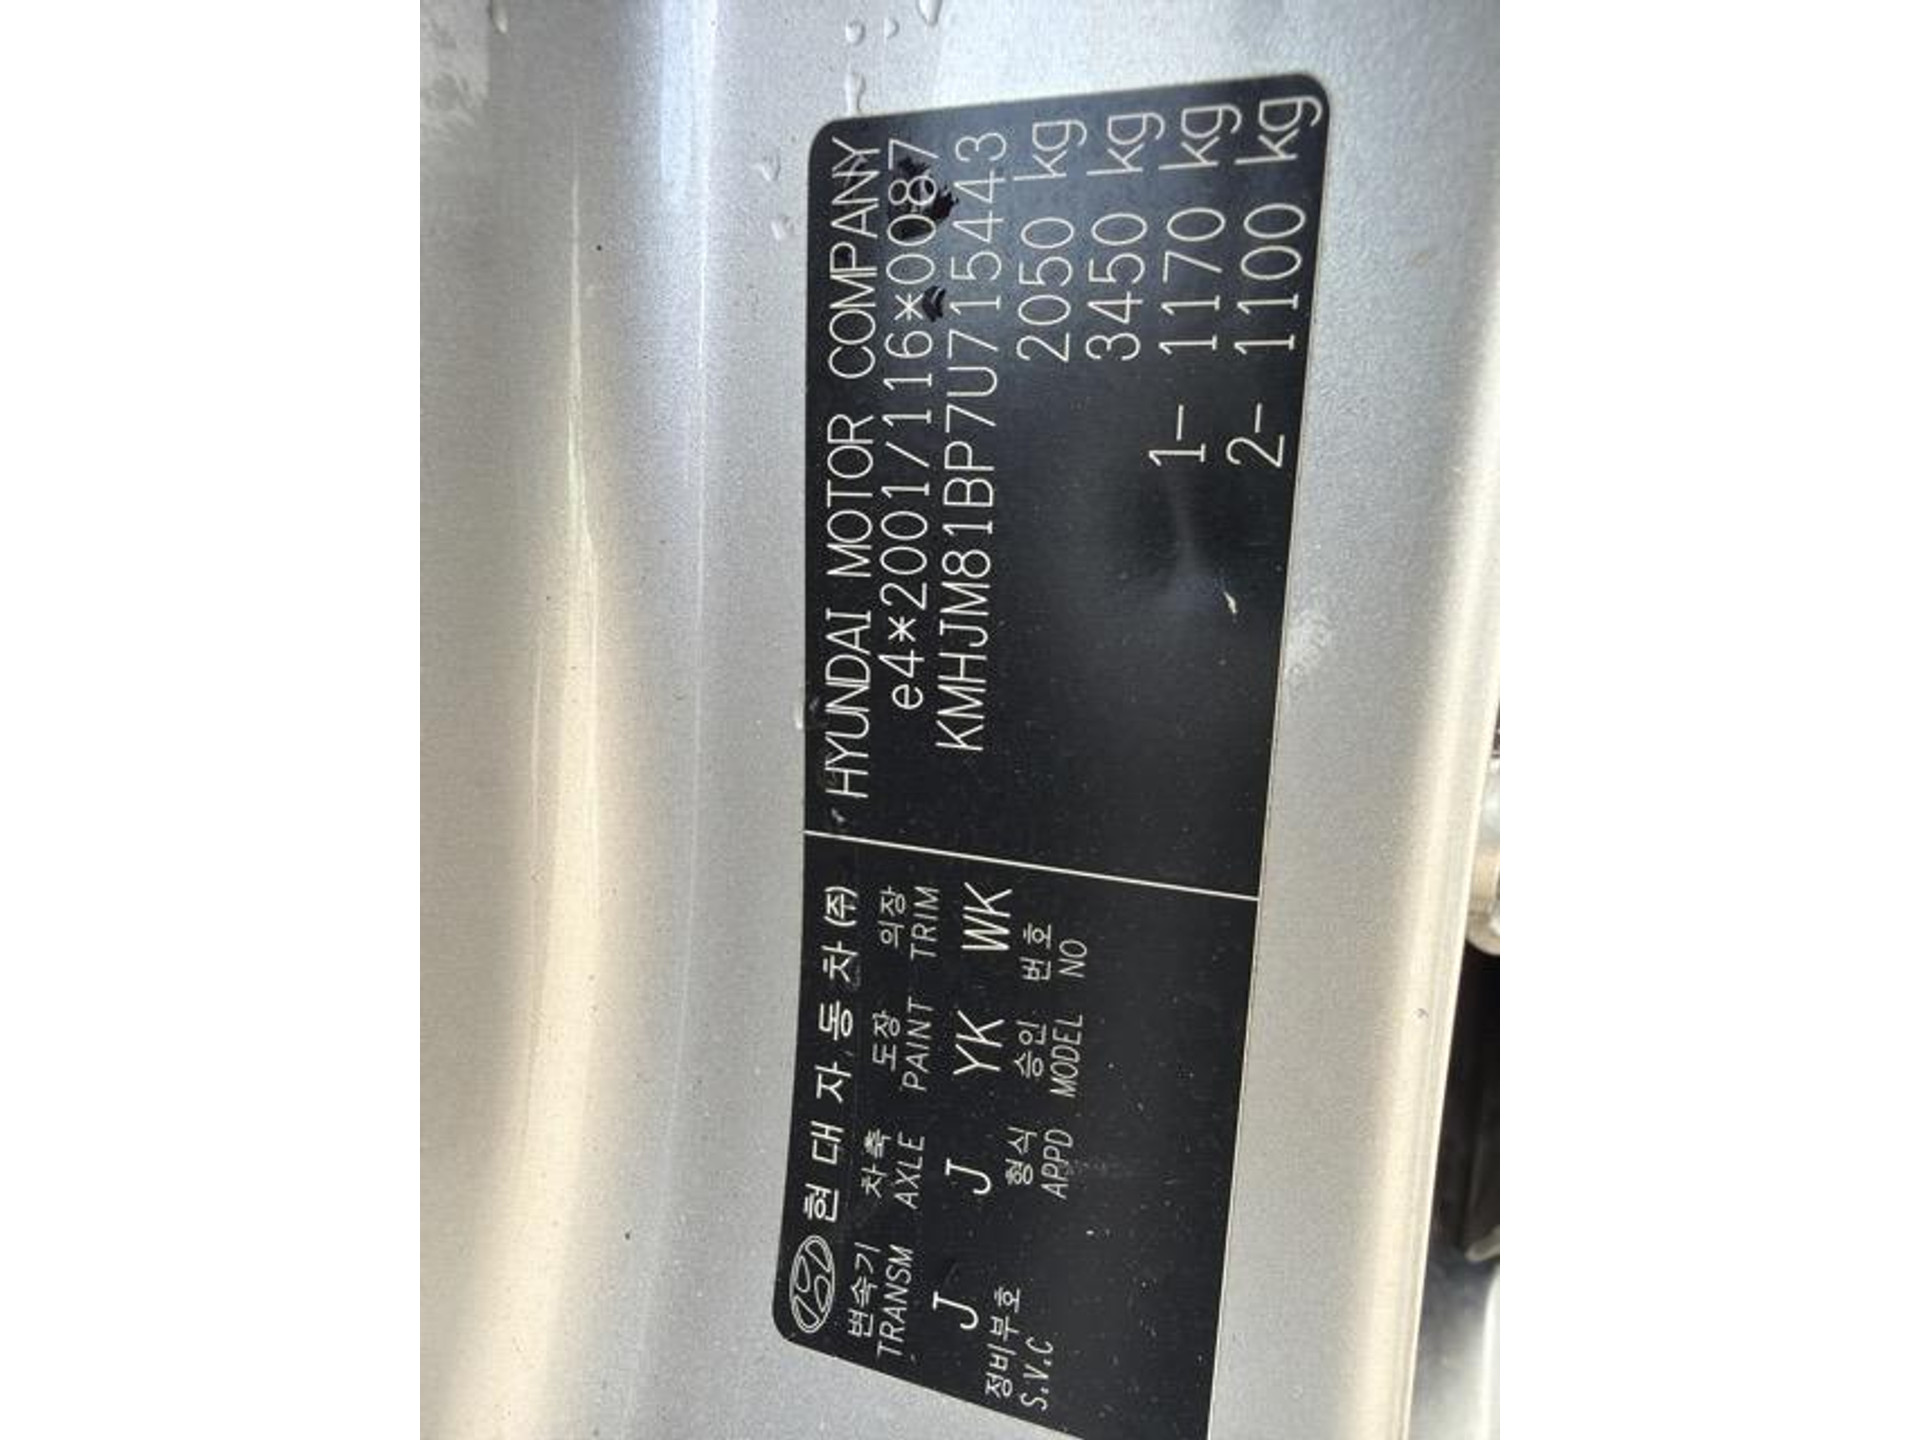 현대자동차(주)
변속기 차축 도장 의장
TRANSM AXLE PAINT TRIM
J J YK WK
정비부호 형식 승인 번호
S.V.C APPD MODEL NO
HYUNDAI MOTOR COMPANY
e4*2001/116*0087
KMHJM81BP7U715443
2050 kg
3450 kg
1- 1170 kg
2- 1100 kg